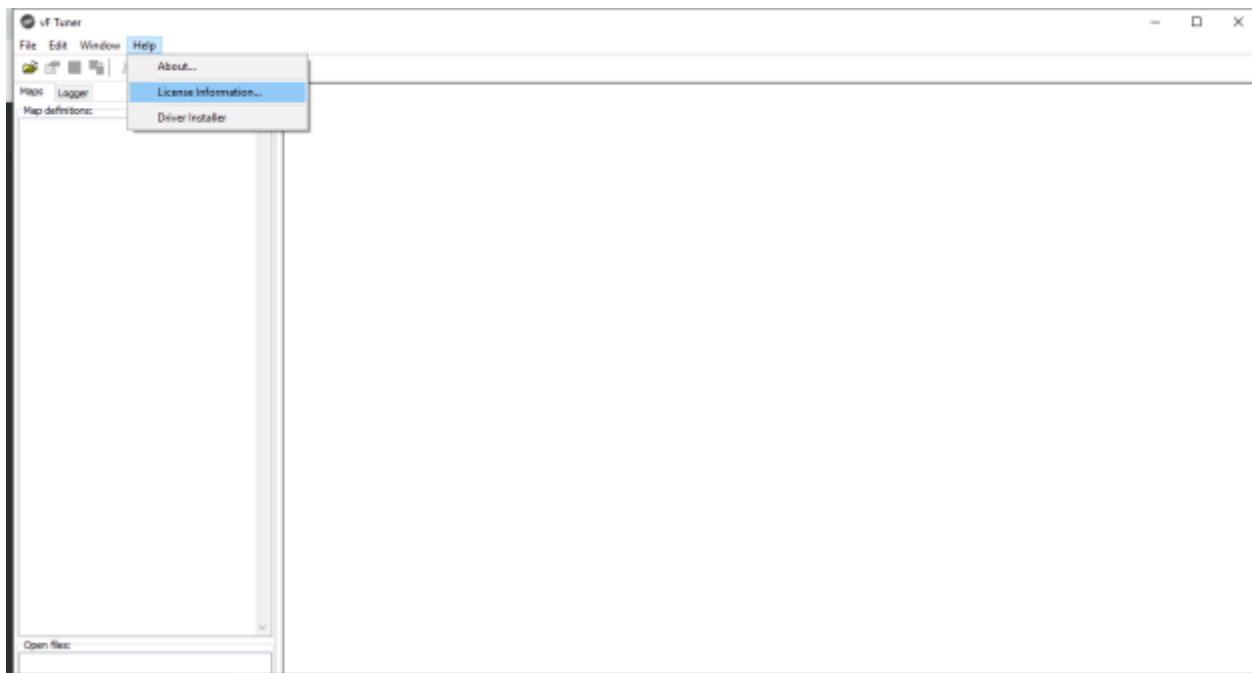 vF Tuner
File Edit Window Help
About...
License Information...
Driver Installer
Maps Logger
Map definitions:
Open files: